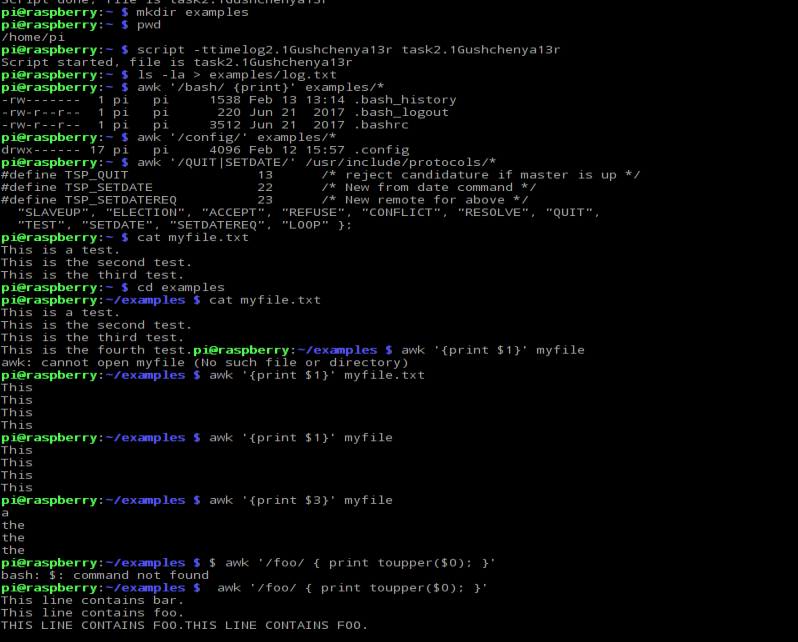 Script done, file is task2.1Gushchenya13r
pi@raspberry:~ $ mkdir examples
pi@raspberry:~ $ pwd
/home/pi
pi@raspberry:~ $ script -ttimelog2.1Gushchenya13r task2.1Gushchenya13r
Script started, file is task2.1Gushchenya13r
pi@raspberry:~ $ ls -la > examples/log.txt
pi@raspberry:~ $ awk '/bash/ {print}' examples/*
-rw------- 1 pi pi 1538 Feb 13 13:14 .bash_history
-rw-r--r-- 1 pi pi 220 Jun 21 2017 .bash_logout
-rw-r--r-- 1 pi pi 3512 Jun 21 2017 .bashrc
pi@raspberry:~ $ awk '/config/' examples/*
drwx------ 17 pi pi 4096 Feb 12 15:57 .config
pi@raspberry:~ $ awk '/QUIT|SETDATE/' /usr/include/protocols/*
#define TSP_QUIT 13 /* reject candidature if master is up */
#define TSP_SETDATE 22 /* New from date command */
#define TSP_SETDATEREQ 23 /* New remote for above */
"SLAVEUP", "ELECTION", "ACCEPT", "REFUSE", "CONFLICT", "RESOLVE", "QUIT",
"TEST", "SETDATE", "SETDATEREQ", "LOOP" };
pi@raspberry:~ $ cat myfile.txt
This is a test.
This is the second test.
This is the third test.
pi@raspberry:~ $ cd examples
pi@raspberry:~/examples $ cat myfile.txt
This is a test.
This is the second test.
This is the third test.
This is the fourth test.pi@raspberry:~/examples $ awk '{print $1}' myfile
awk: cannot open myfile (No such file or directory)
pi@raspberry:~/examples $ awk '{print $1}' myfile.txt
This
This
This
This
pi@raspberry:~/examples $ awk '{print $1}' myfile
This
This
This
This
pi@raspberry:~/examples $ awk '{print $3}' myfile
a
the
the
the
pi@raspberry:~/examples $ $ awk '/foo/ { print toupper($0); }'
bash: $: command not found
pi@raspberry:~/examples $  awk '/foo/ { print toupper($0); }'
This line contains bar.
This line contains foo.
THIS LINE CONTAINS FOO.THIS LINE CONTAINS FOO.